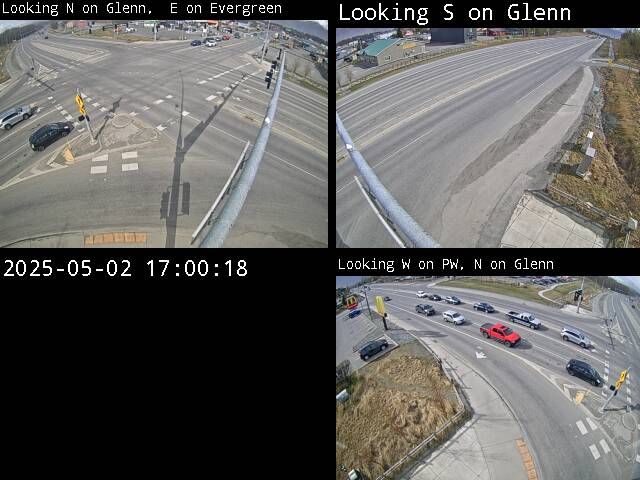 Looking N on Glenn,  E on Evergreen
Looking S on Glenn
2025-05-02 17:00:18
Looking W on PW, N on Glenn